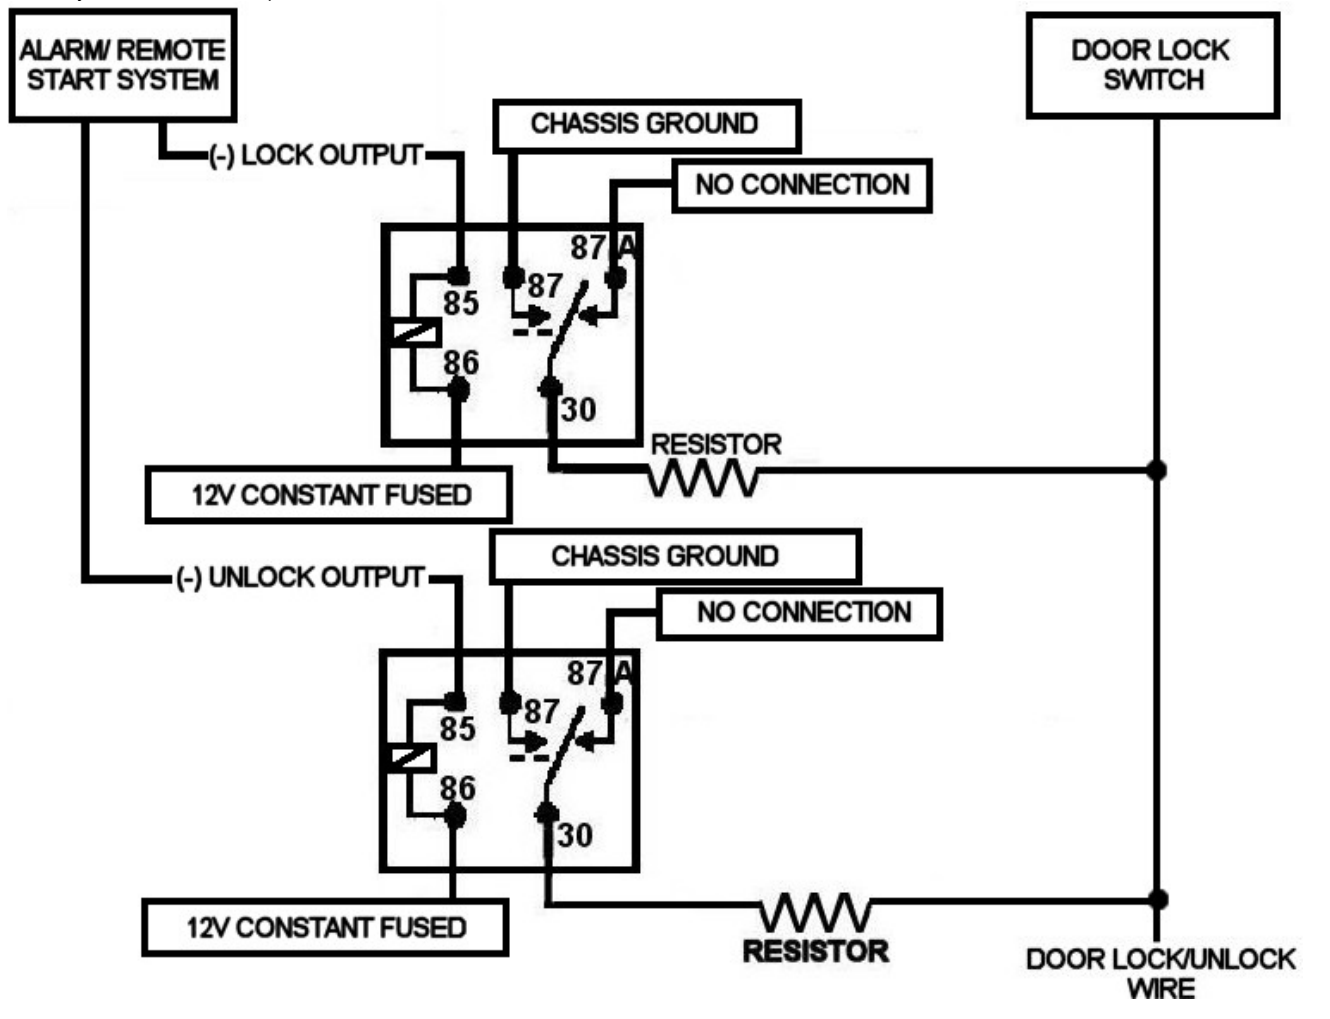 ALARM/ REMOTE
START SYSTEM
DOOR LOCK
SWITCH
CHASSIS GROUND
(-) LOCK OUTPUT
NO CONNECTION
87 A
87
85
86
30
RESISTOR
12V CONSTANT FUSED
CHASSIS GROUND
(-) UNLOCK OUTPUT
NO CONNECTION
87 A
87
85
86
30
12V CONSTANT FUSED
RESISTOR
DOOR LOCK/UNLOCK
WIRE